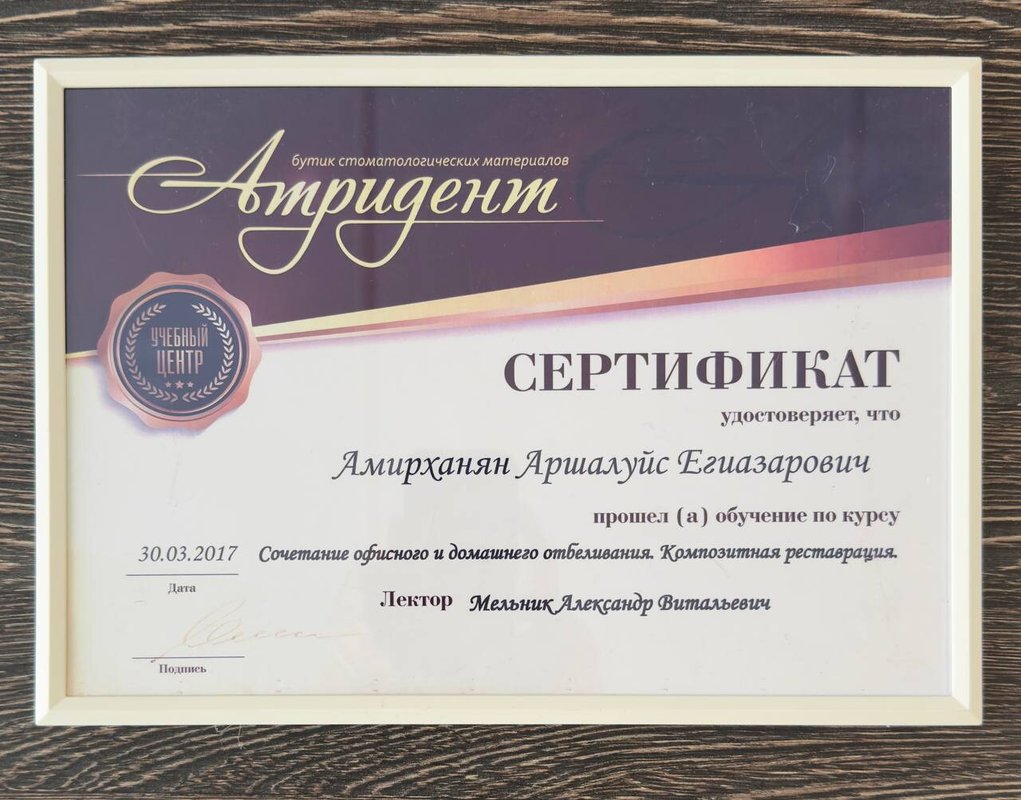 бутик стоматологических материалов
Атридент
УЧЕБНЫЙ
ЦЕНТР
СЕРТИФИКАТ
удостоверяет, что
Амирханян Аршалуйс Егиазарович
прошел (а) обучение по курсу
30.03.2017 Сочетание офисного и домашнего отбеливания. Композитная реставрация.
Дата
Лектор Мельник Александр Витальевич
Подпись